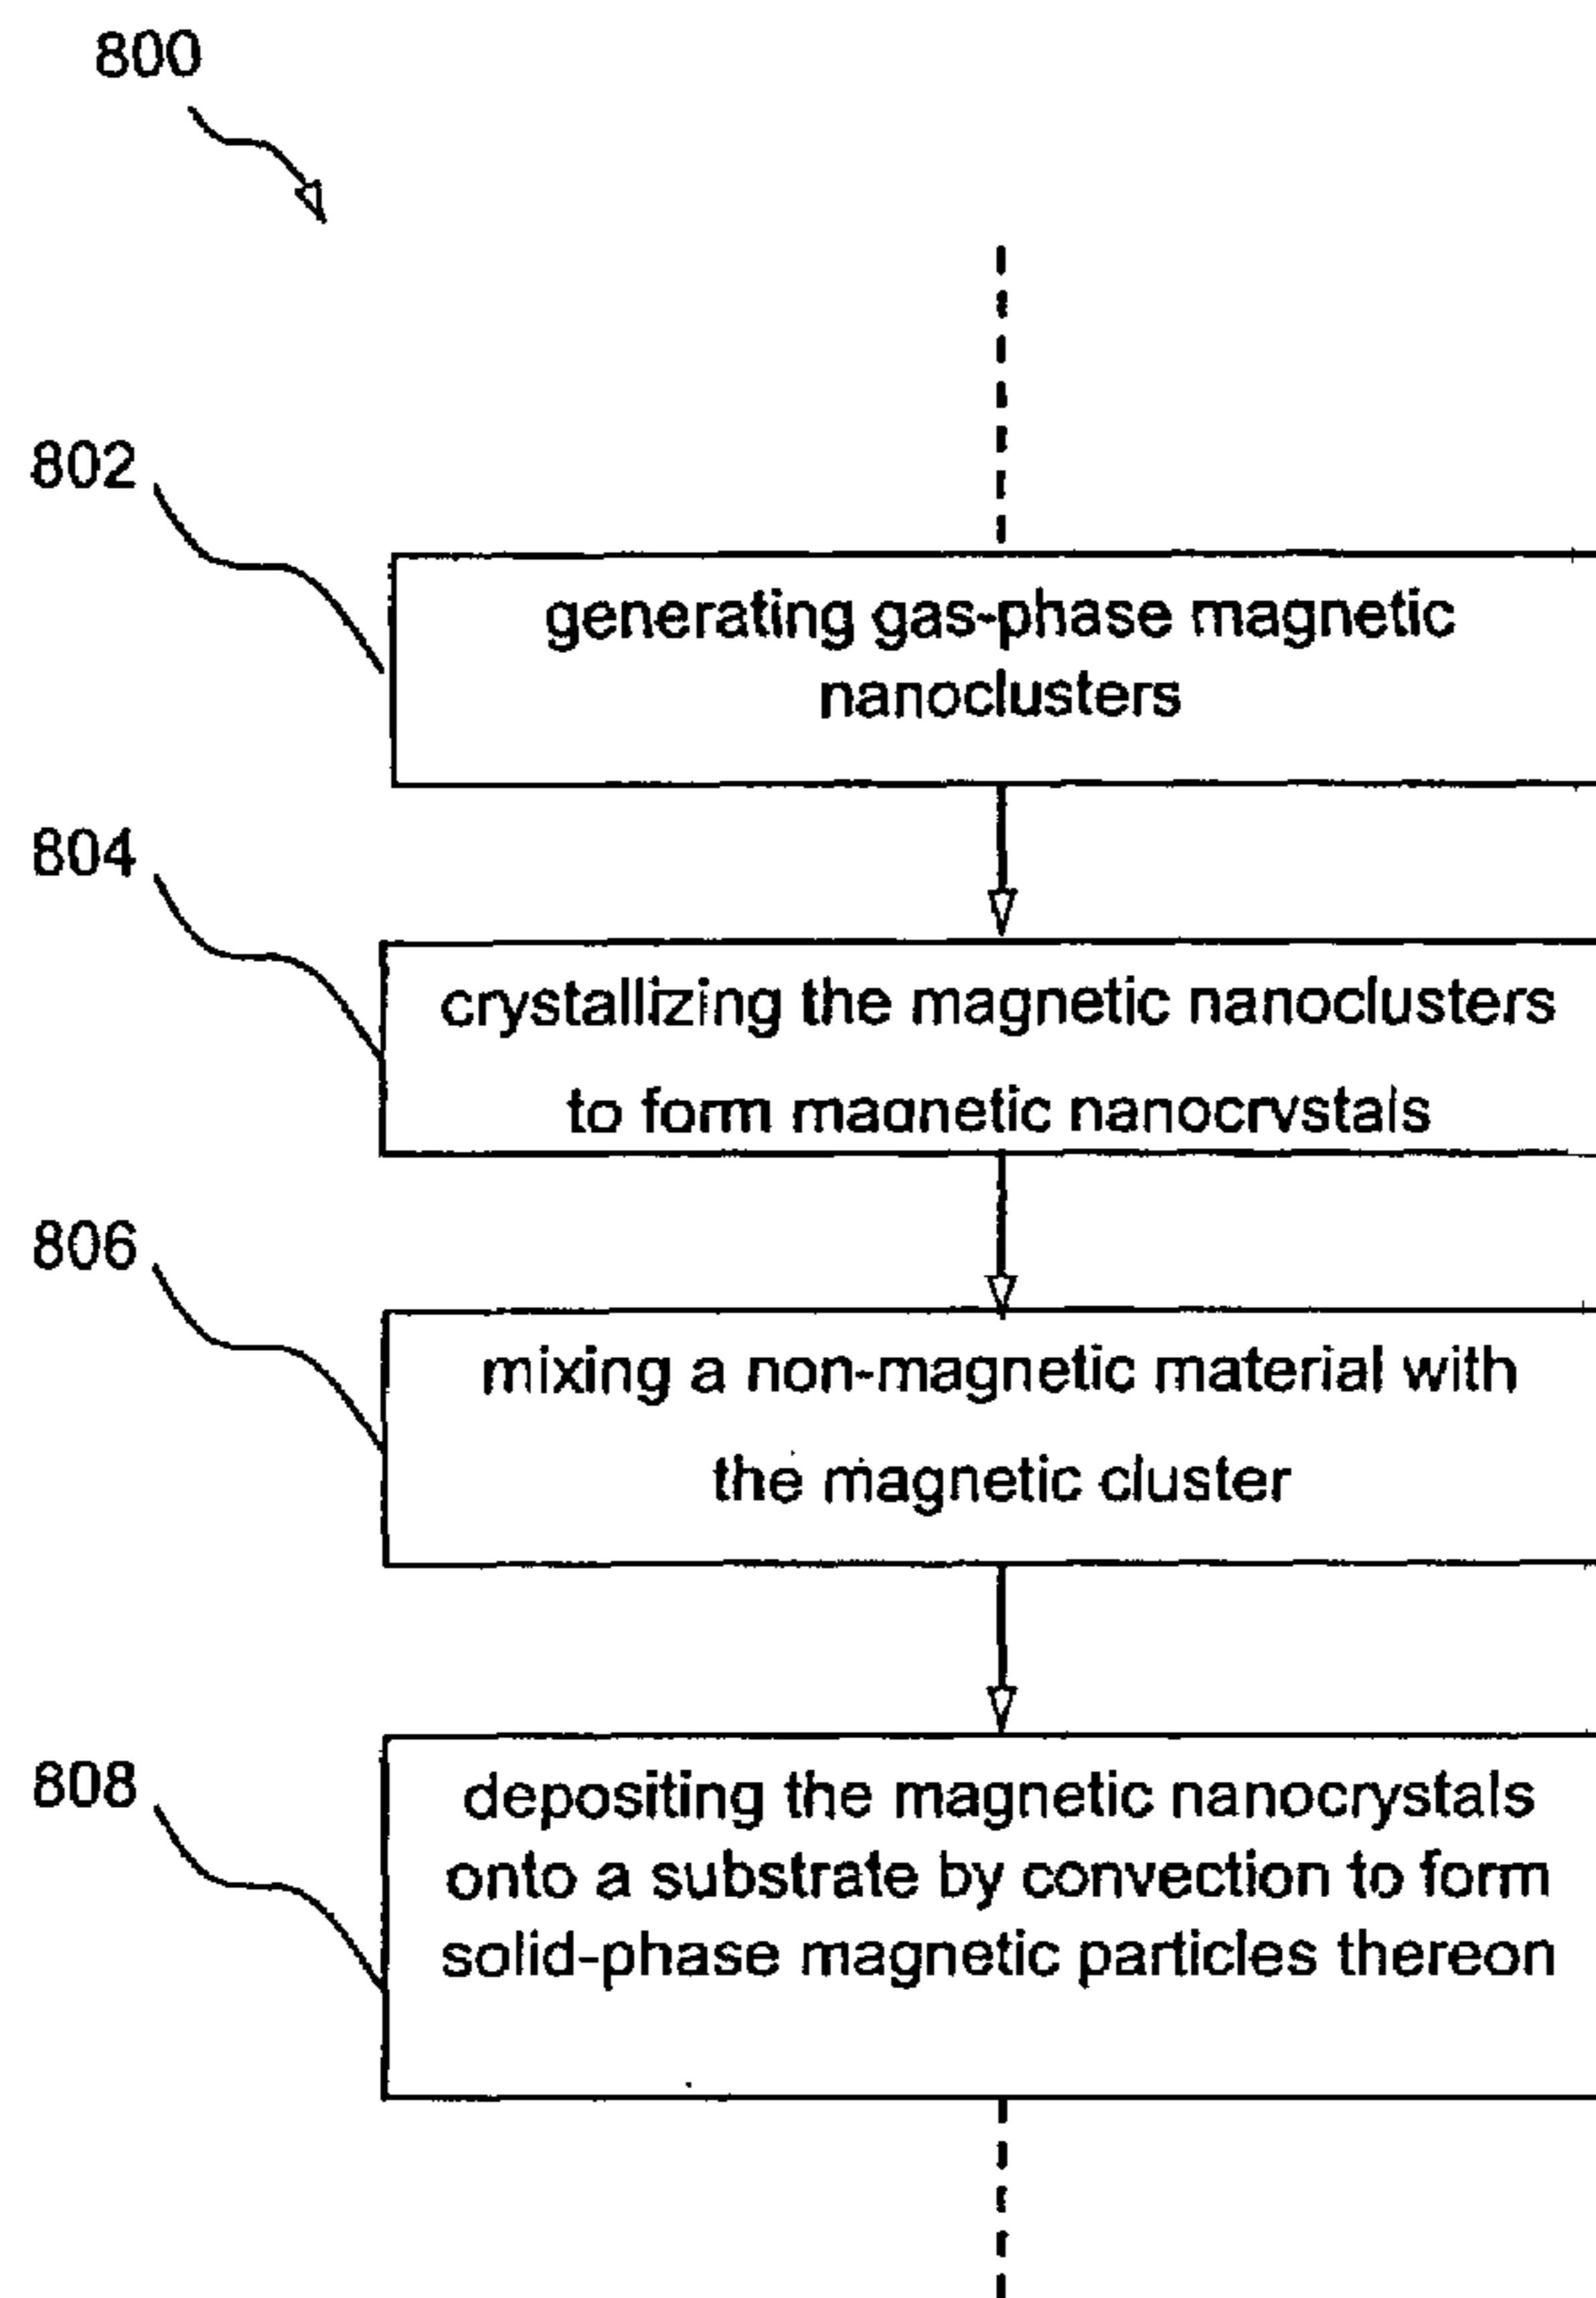 800
802
generating gas-phase magnetic
nanoclusters
804
crystallizing the magnetic nanoclusters
to form magnetic nanocrystals
806
mixing a non-magnetic material with
the magnetic cluster
808
depositing the magnetic nanocrystals
onto a substrate by convection to form
solid-phase magnetic particles thereon